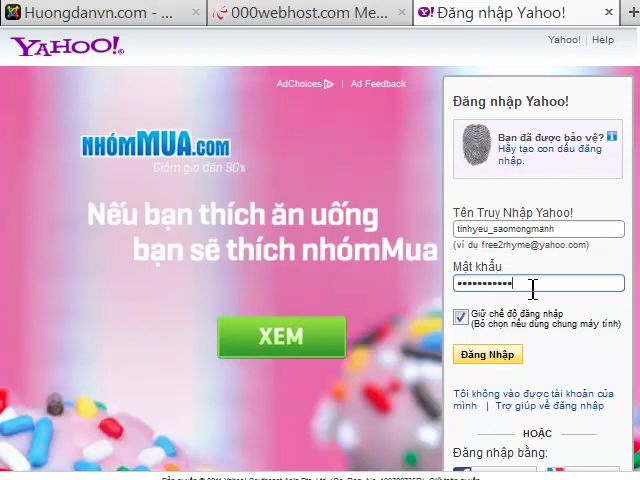 Huongdanvn.com - ...
000webhost.com Me...
Đăng nhập Yahoo!
YAHOO!
Yahoo! | Help
AdChoices | Ad Feedback
NHÓMMUA.COM
Giảm giá đến 90%
Nếu bạn thích ăn uống
bạn sẽ thích nhómMua
XEM
Đăng nhập Yahoo!
Bạn đã được bảo vệ?
Hãy tạo con dấu đăng
nhập.
Tên Truy Nhập Yahoo!
tinhyeu_saomongmanh
(ví dụ free2rhyme@yahoo.com)
Mật khẩu
Giữ chế độ đăng nhập
(Bỏ chọn nếu dùng chung máy tính)
Đăng Nhập
Tôi không vào được tài khoản của
mình | Trợ giúp về đăng nhập
HOẶC
Đăng nhập bằng: